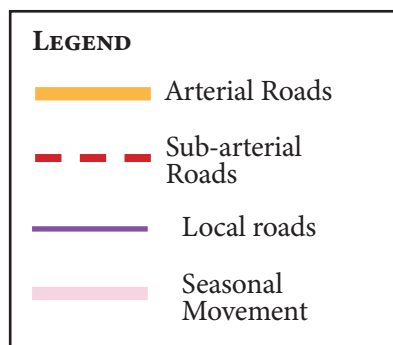 LEGEND
Arterial Roads
Sub-arterial
Roads
Local roads
Seasonal
Movement